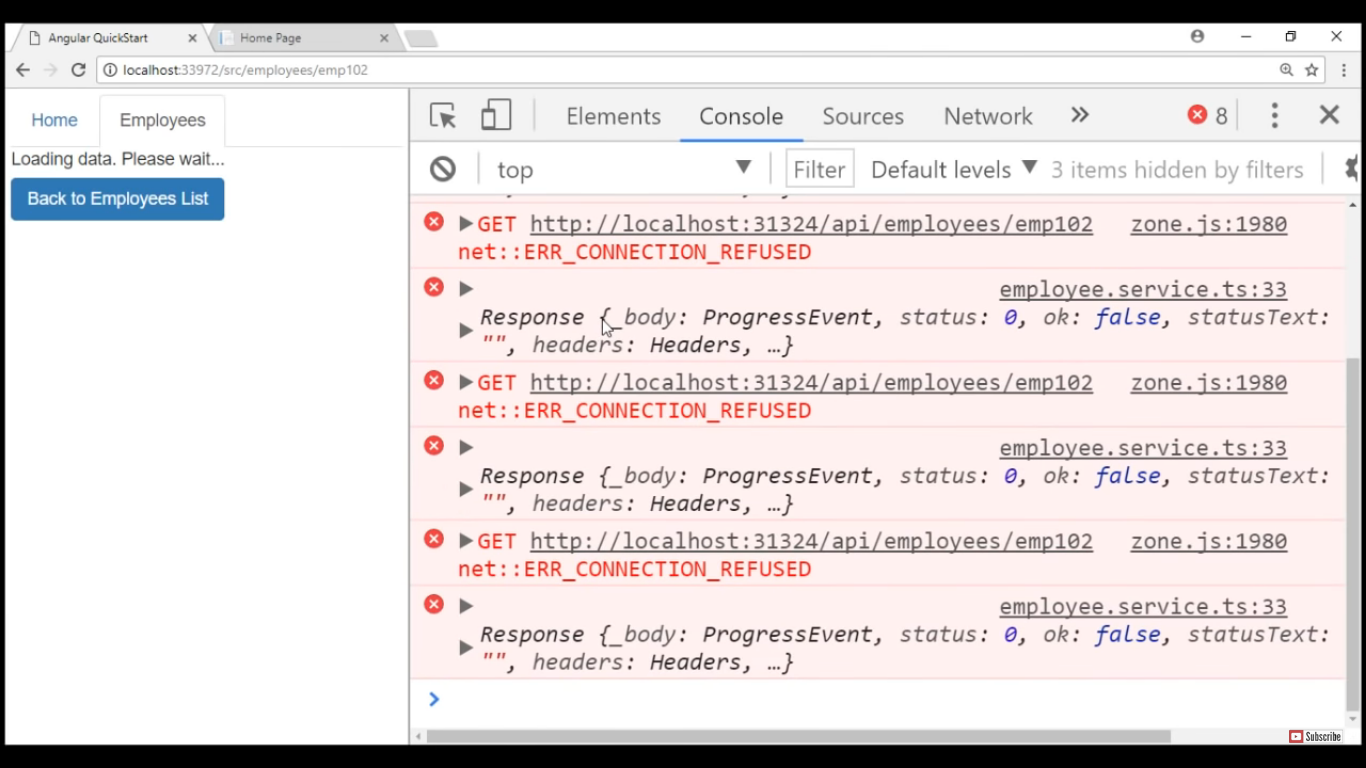 Angular QuickStart
Home Page
localhost:33972/src/employees/emp102
Home
Employees
Loading data. Please wait...
Back to Employees List
Elements
Console
Sources
Network
8
top
Filter
Default levels
3 items hidden by filters
GET http://localhost:31324/api/employees/emp102 zone.js:1980
net::ERR_CONNECTION_REFUSED
employee.service.ts:33
Response {_body: ProgressEvent, status: 0, ok: false, statusText:
"", headers: Headers, …}
GET http://localhost:31324/api/employees/emp102 zone.js:1980
net::ERR_CONNECTION_REFUSED
employee.service.ts:33
Response {_body: ProgressEvent, status: 0, ok: false, statusText:
"", headers: Headers, …}
GET http://localhost:31324/api/employees/emp102 zone.js:1980
net::ERR_CONNECTION_REFUSED
employee.service.ts:33
Response {_body: ProgressEvent, status: 0, ok: false, statusText:
"", headers: Headers, …}
Subscribe